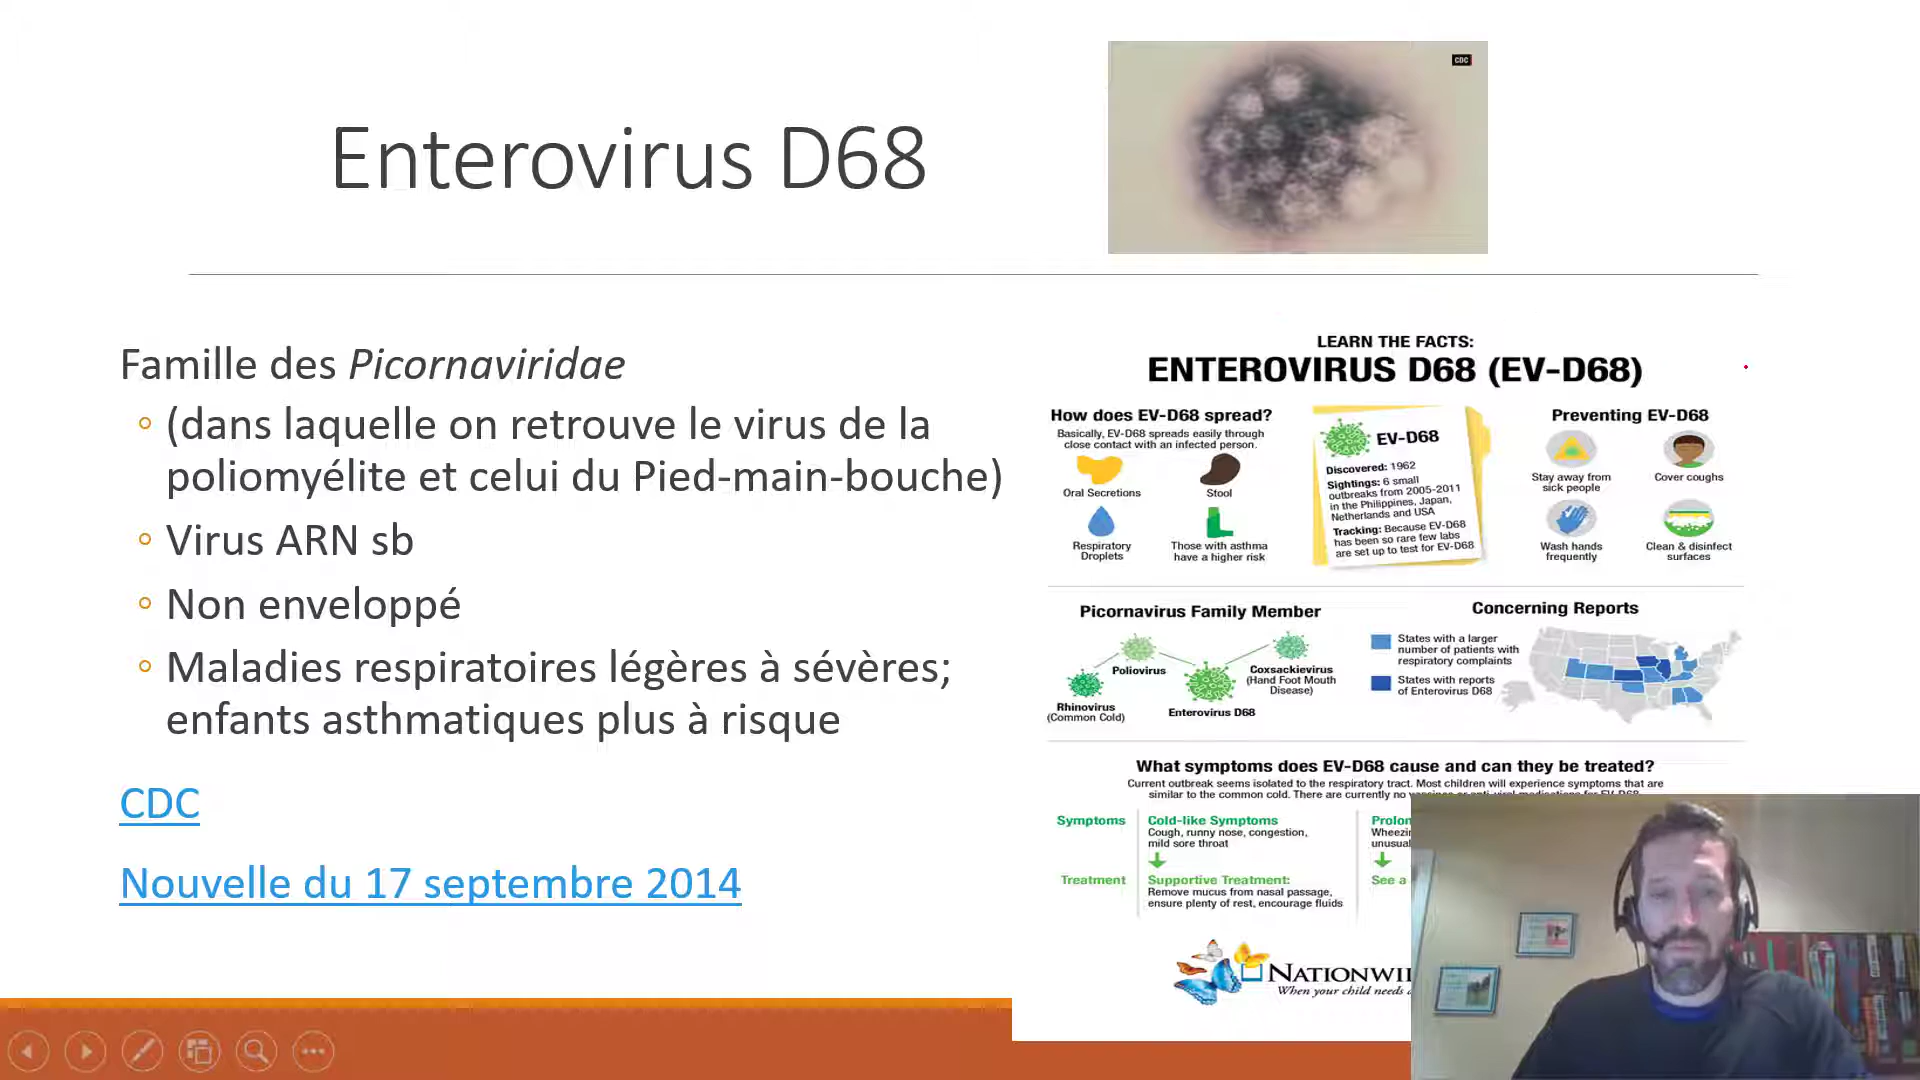 CDC
Enterovirus D68
Famille des Picornaviridae
(dans laquelle on retrouve le virus de la
poliomyélite et celui du Pied-main-bouche)
Virus ARN sb
Non enveloppé
Maladies respiratoires légères à sévères;
enfants asthmatiques plus à risque
CDC
Nouvelle du 17 septembre 2014
LEARN THE FACTS:
ENTEROVIRUS D68 (EV-D68)
How does EV-D68 spread?
Basically, EV-D68 spreads easily through
close contact with an infected person.
Oral Secretions
Stool
Respiratory
Droplets
Those with asthma
have a higher risk
EV-D68
Discovered: 1962
Sightings: 6 small
outbreaks from 2005-2011
in the Philippines, Japan,
Netherlands and USA
Tracking: Because EV-D68
has been so rare few labs
are set up to test for EV-D68
Preventing EV-D68
Stay away from
sick people
Cover coughs
Wash hands
frequently
Clean & disinfect
surfaces
Picornavirus Family Member
Poliovirus
Rhinovirus
(Common Cold)
Enterovirus D68
Coxsackievirus
(Hand Foot Mouth
Disease)
Concerning Reports
States with a larger
number of patients with
respiratory complaints
States with reports
of Enterovirus D68
What symptoms does EV-D68 cause and can they be treated?
Current outbreak seems isolated to the respiratory tract. Most children will experience symptoms that are
similar to the common cold. There are currently no
Symptoms
Cold-like Symptoms
Cough, runny nose, congestion,
mild sore throat
Treatment
Supportive Treatment:
Remove mucus from nasal passage,
ensure plenty of rest, encourage fluids
See a
When your child needs